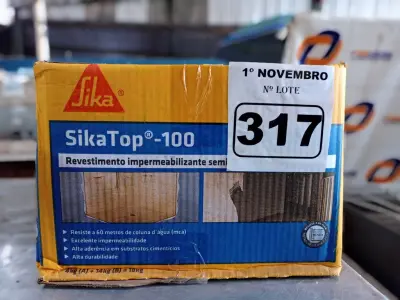 Sika
1º NOVEMBRO
Nº LOTE
317
SikaTop®-100
Revestimento impermeabilizante semi
Resiste a 60 metros de coluna d'água (mca)
Excelente impermeabilidade
Alta aderência em substratos cimentícios
Alta durabilidade